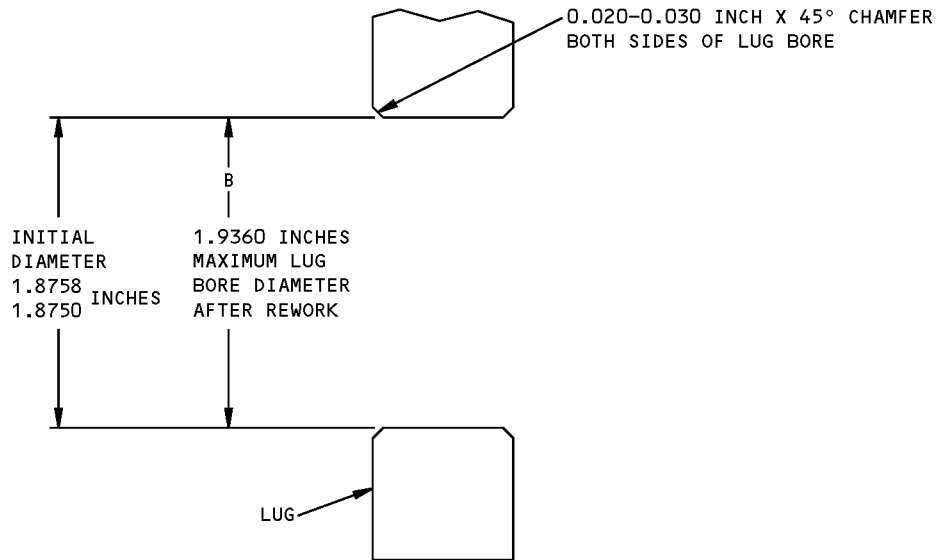 0.020-0.030 INCH X 45° CHAMFER
BOTH SIDES OF LUG BORE
B
INITIAL
DIAMETER
1.8758
1.8750
INCHES
1.9360 INCHES
MAXIMUM LUG
BORE DIAMETER
AFTER REWORK
LUG